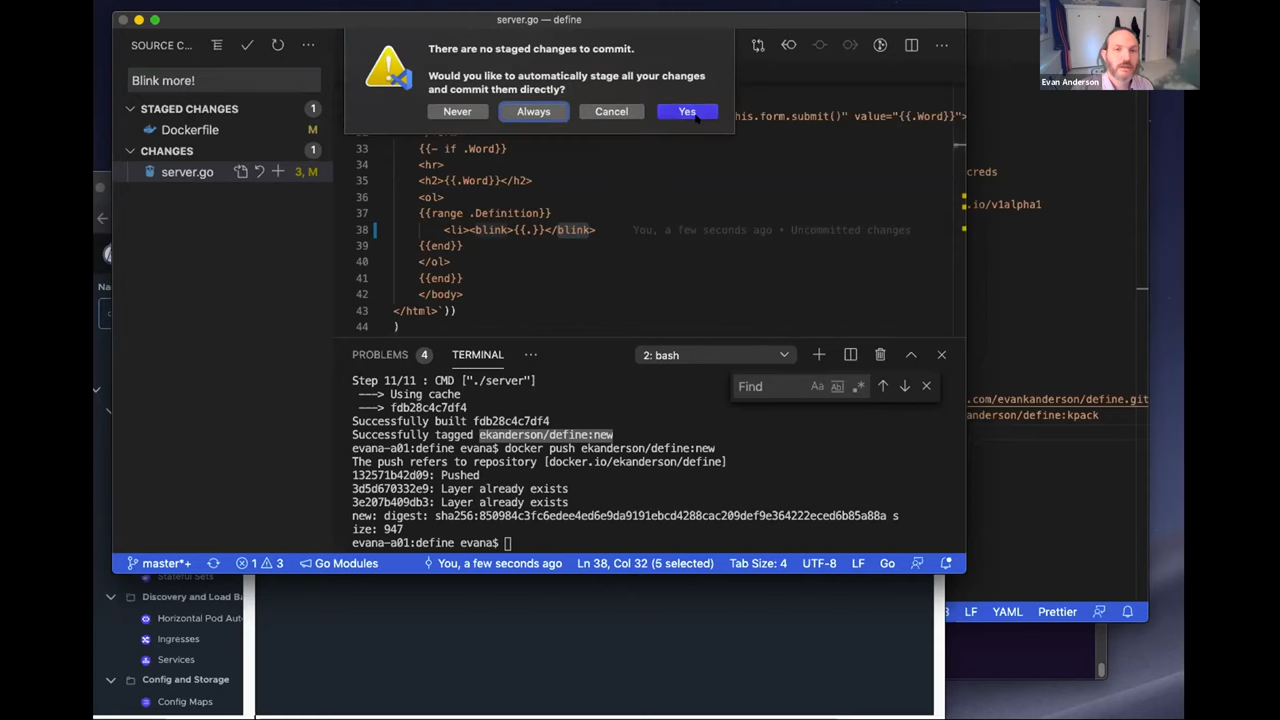 server.go — define
SOURCE C...
There are no staged changes to commit.
Would you like to automatically stage all your changes
and commit them directly?
Never
Always
Cancel
Yes
Evan Anderson
Blink more!
STAGED CHANGES 1
Dockerfile M
CHANGES 1
server.go 3, M
his.form.submit()" value="{{.Word}}">
33 {{- if .Word}}
34 <hr>
35 <h2>{{.Word}}</h2>
36 <ol>
37 {{range .Definition}}
38 <li><blink>{{.}}</blink> You, a few seconds ago • Uncommitted changes
39 {{end}}
40 </ol>
41 {{end}}
42 </body>
43 </html>`))
44 )
creds
.io/v1alpha1
.com/evankanderson/define.git
anderson/define:kpack
Na
PROBLEMS 4 TERMINAL ... 2: bash
Find Aa Ab| .*
Step 11/11 : CMD ["./server"]
---> Using cache
---> fdb28c4c7df4
Successfully built fdb28c4c7df4
Successfully tagged ekanderson/define:new
evana-a01:define evana$ docker push ekanderson/define:new
The push refers to repository [docker.io/ekanderson/define]
132571b42d09: Pushed
3d5d670332e9: Layer already exists
3e207b409db3: Layer already exists
new: digest: sha256:850984c3fc6edee4ed6e9da9191ebcd4288cac209def9e364222eced6b85a88a s
ize: 947
evana-a01:define evana$
master*+ 1 3 Go Modules You, a few seconds ago Ln 38, Col 32 (5 selected) Tab Size: 4 UTF-8 LF Go
Stateful Sets
Discovery and Load Ba
Horizontal Pod Aut
Ingresses
Services
Config and Storage
Config Maps
LF YAML Prettier